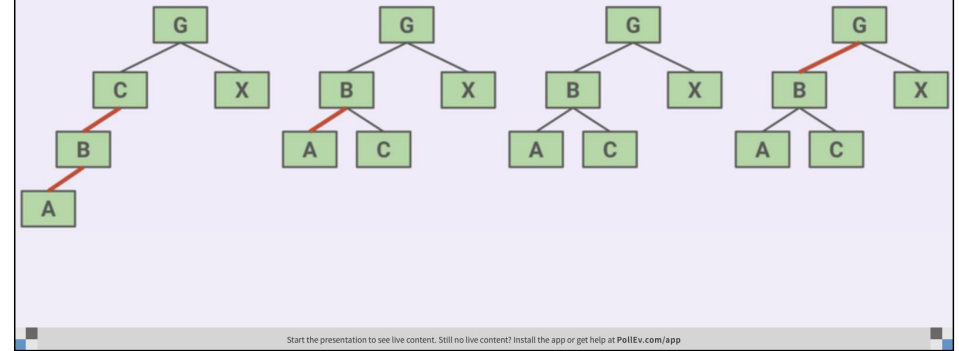 G G G G
C X B X B X B X
B A C A C A C
A
Start the presentation to see live content. Still no live content? Install the app or get help at PollEv.com/app